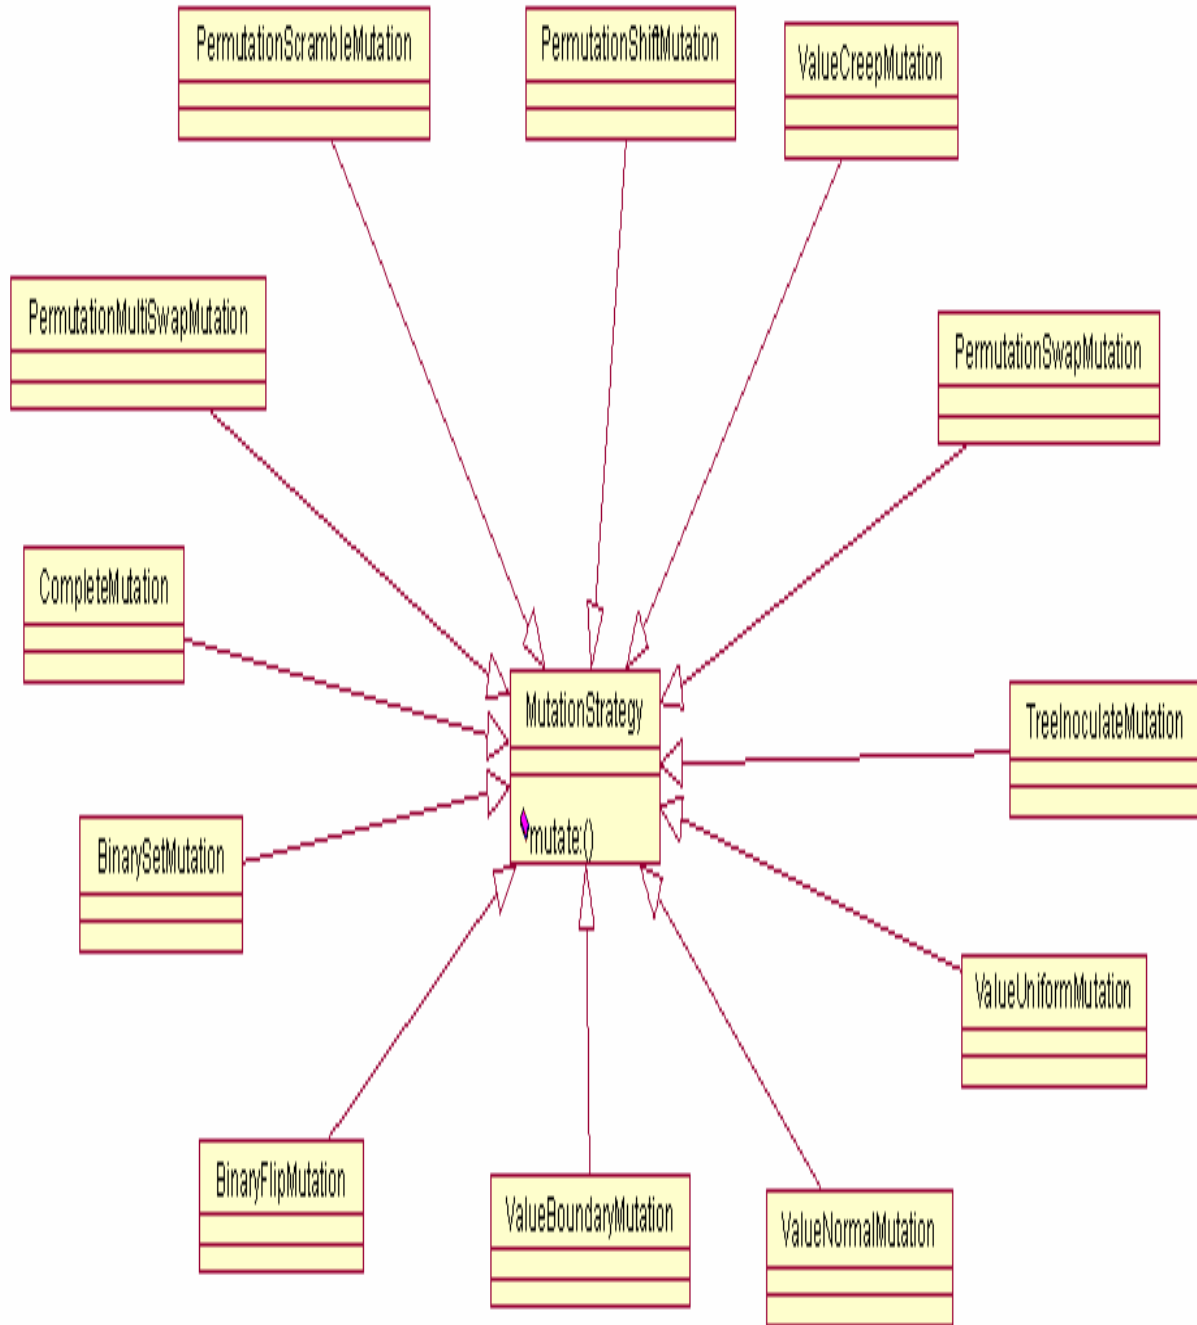 PermutationScrambleMutation
PermutationShiftMutation
ValueCreepMutation
PermutationMultiSwapMutation
PermutationSwapMutation
CompleteMutation
MutationStrategy
mutate:()
TreeInoculateMutation
BinarySetMutation
ValueUniformMutation
BinaryFlipMutation
ValueBoundaryMutation
ValueNormalMutation